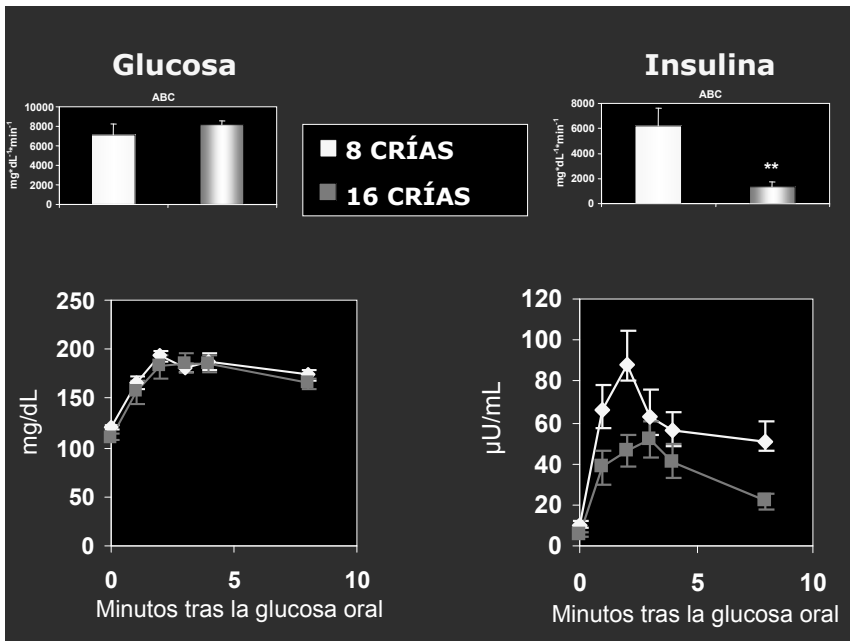 Glucosa
ABC
mg*dL-1*min-1
10000
8000
6000
4000
2000
0
8 CRÍAS
16 CRÍAS
Insulina
ABC
mg*dL-1*min-1
8000
6000
4000
2000
0
**
mg/dL
250
200
150
100
50
0
0 5 10
Minutos tras la glucosa oral
µU/mL
120
100
80
60
40
20
0
0 5 10
Minutos tras la glucosa oral